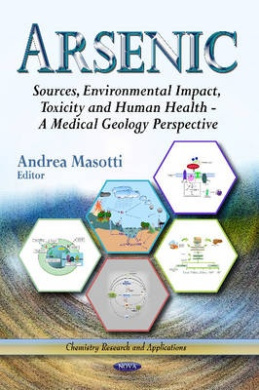 ARSENIC
Sources, Environmental Impact,
Toxicity and Human Health -
A Medical Geology Perspective
Andrea Masotti
Editor
Chemistry Research and Applications
NOVA